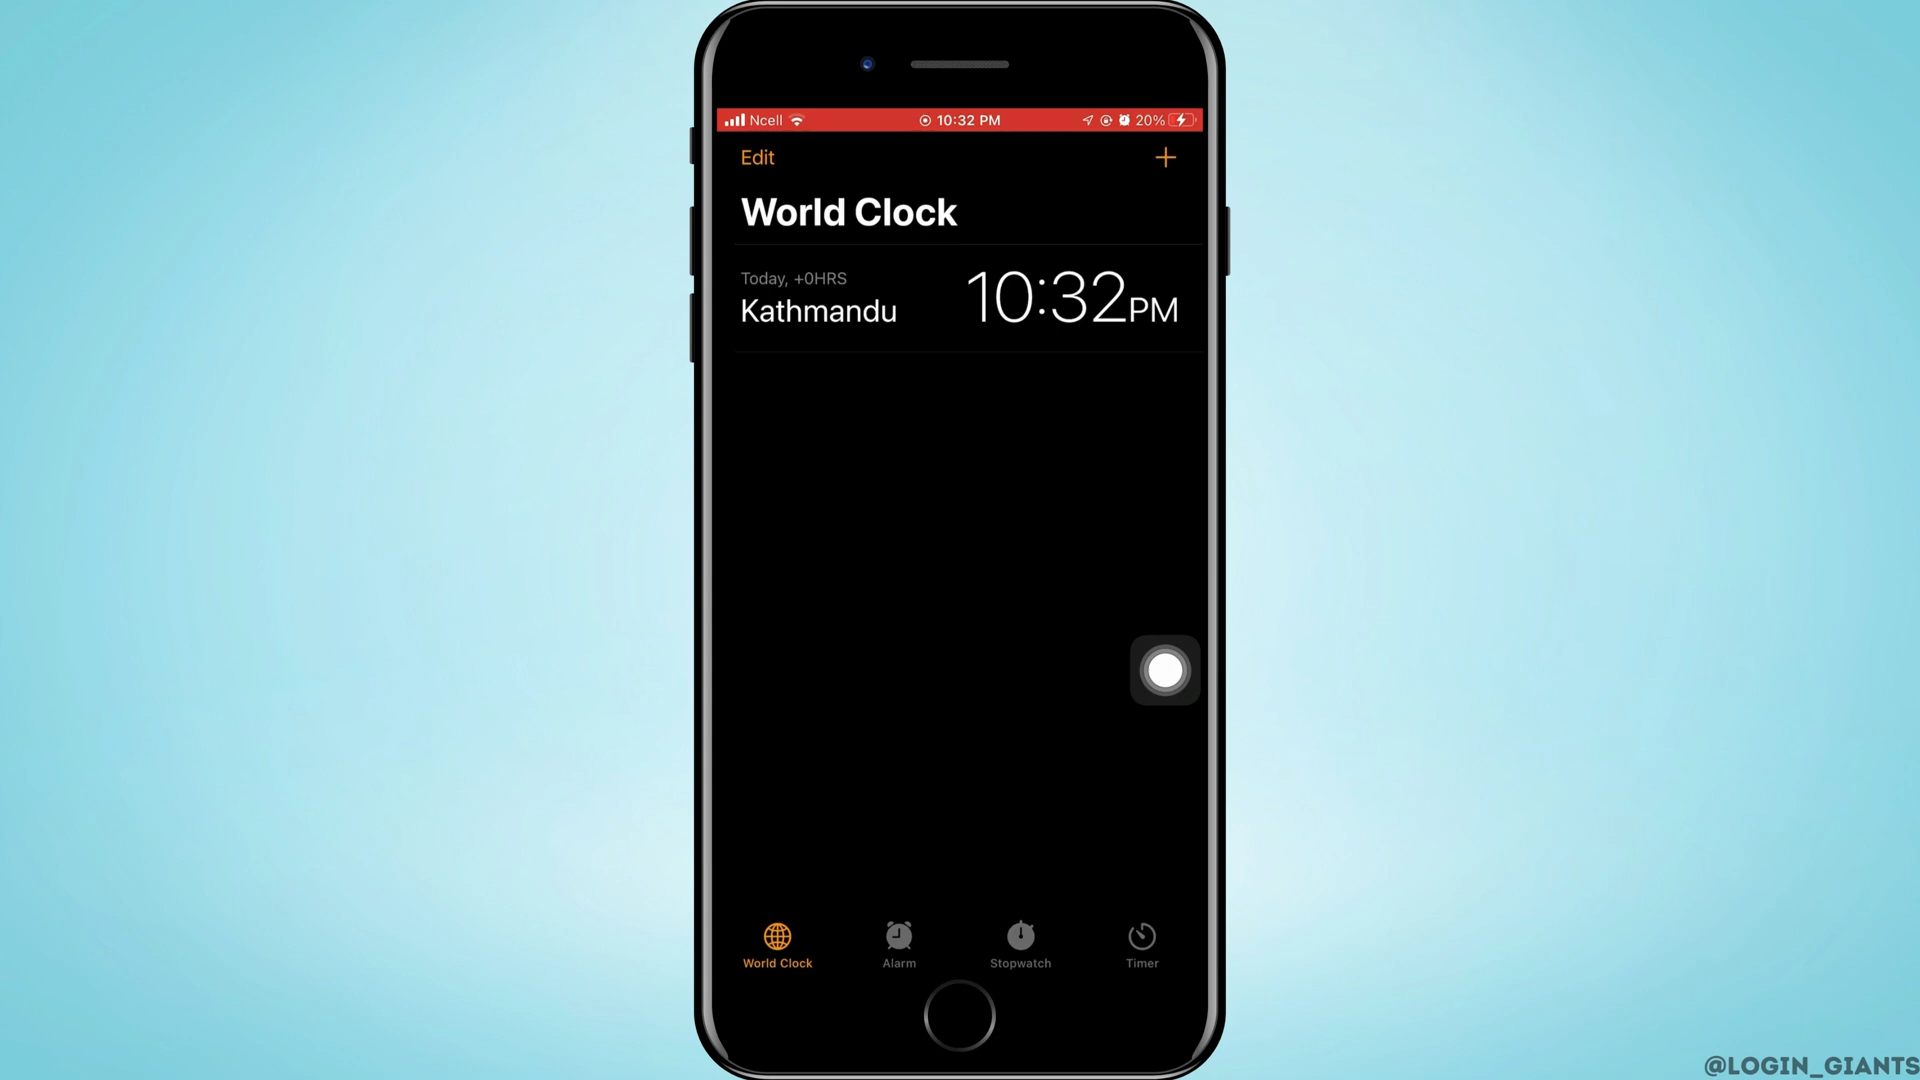 Ncell 10:32 PM 20%
Edit +
World Clock
Today, +0HRS
Kathmandu 10:32PM
World Clock Alarm Stopwatch Timer
@LOGIN_GIANTS